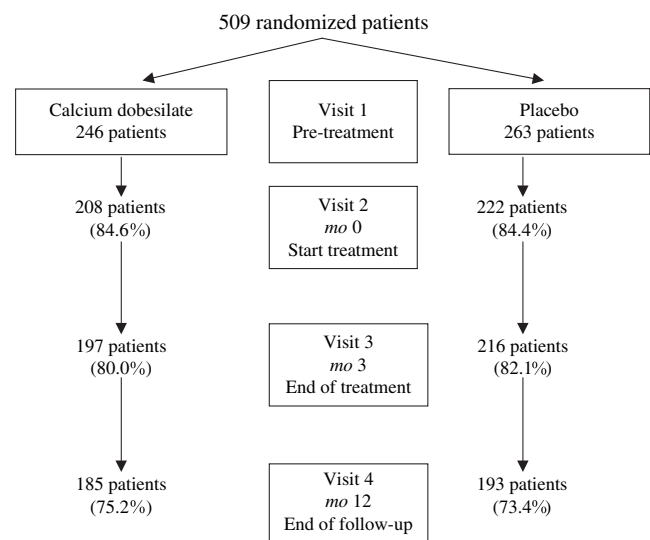 509 randomized patients
Calcium dobesilate
246 patients
Visit 1
Pre-treatment
Placebo
263 patients
208 patients
(84.6%)
Visit 2
mo 0
Start treatment
222 patients
(84.4%)
197 patients
(80.0%)
Visit 3
mo 3
End of treatment
216 patients
(82.1%)
185 patients
(75.2%)
Visit 4
mo 12
End of follow-up
193 patients
(73.4%)